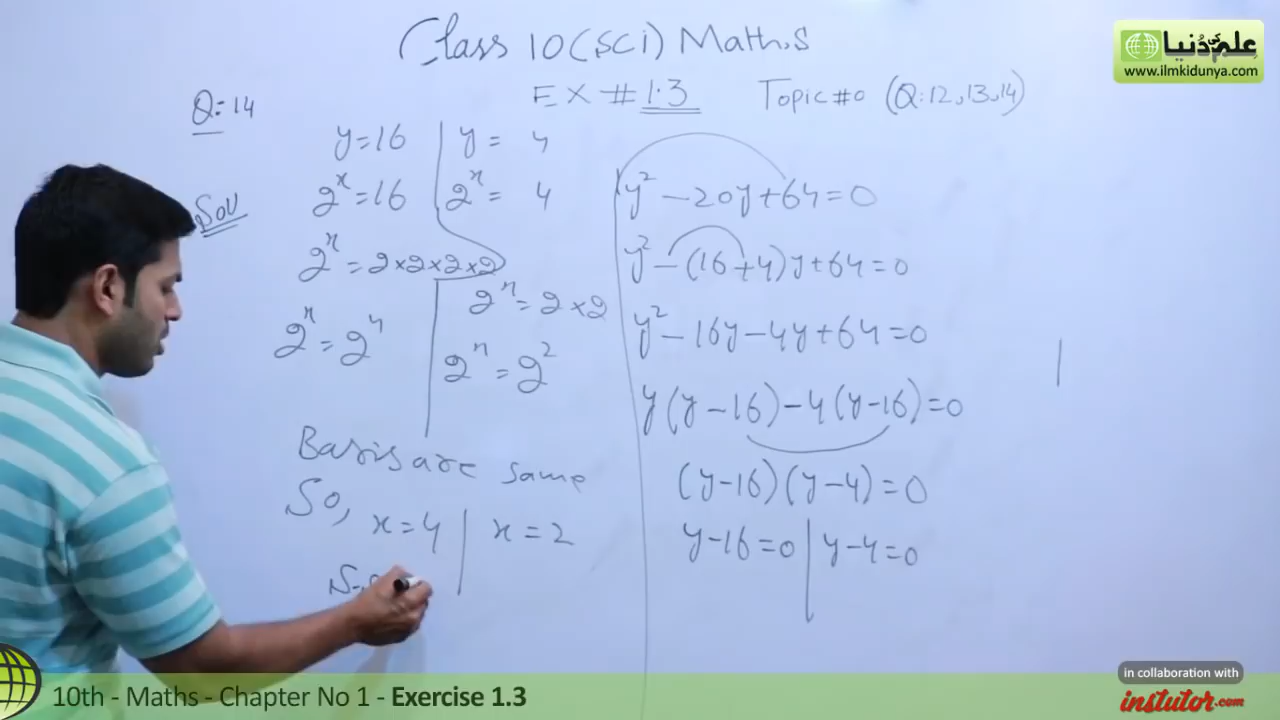 Class 10(SCI) Maths
EX # 1.3 Topic #0 (Q:12,13,14)
Q:14
y=16 | y = 4
2ˣ=16 | 2ˣ = 4
2ˣ=2×2×2×2
2ˣ=2×2
2ˣ=2⁴
2ˣ=2²
Basis are same
So, x=4 | x=2
y²-20y+64=0
y²-(16+4)y+64=0
y²-16y-4y+64=0
y(y-16)-4(y-16)=0
(y-16)(y-4)=0
y-16=0 | y-4=0
علم کی دنیا
www.ilmkidunya.com
10th - Maths - Chapter No 1 - Exercise 1.3
in collaboration with
instutor.com